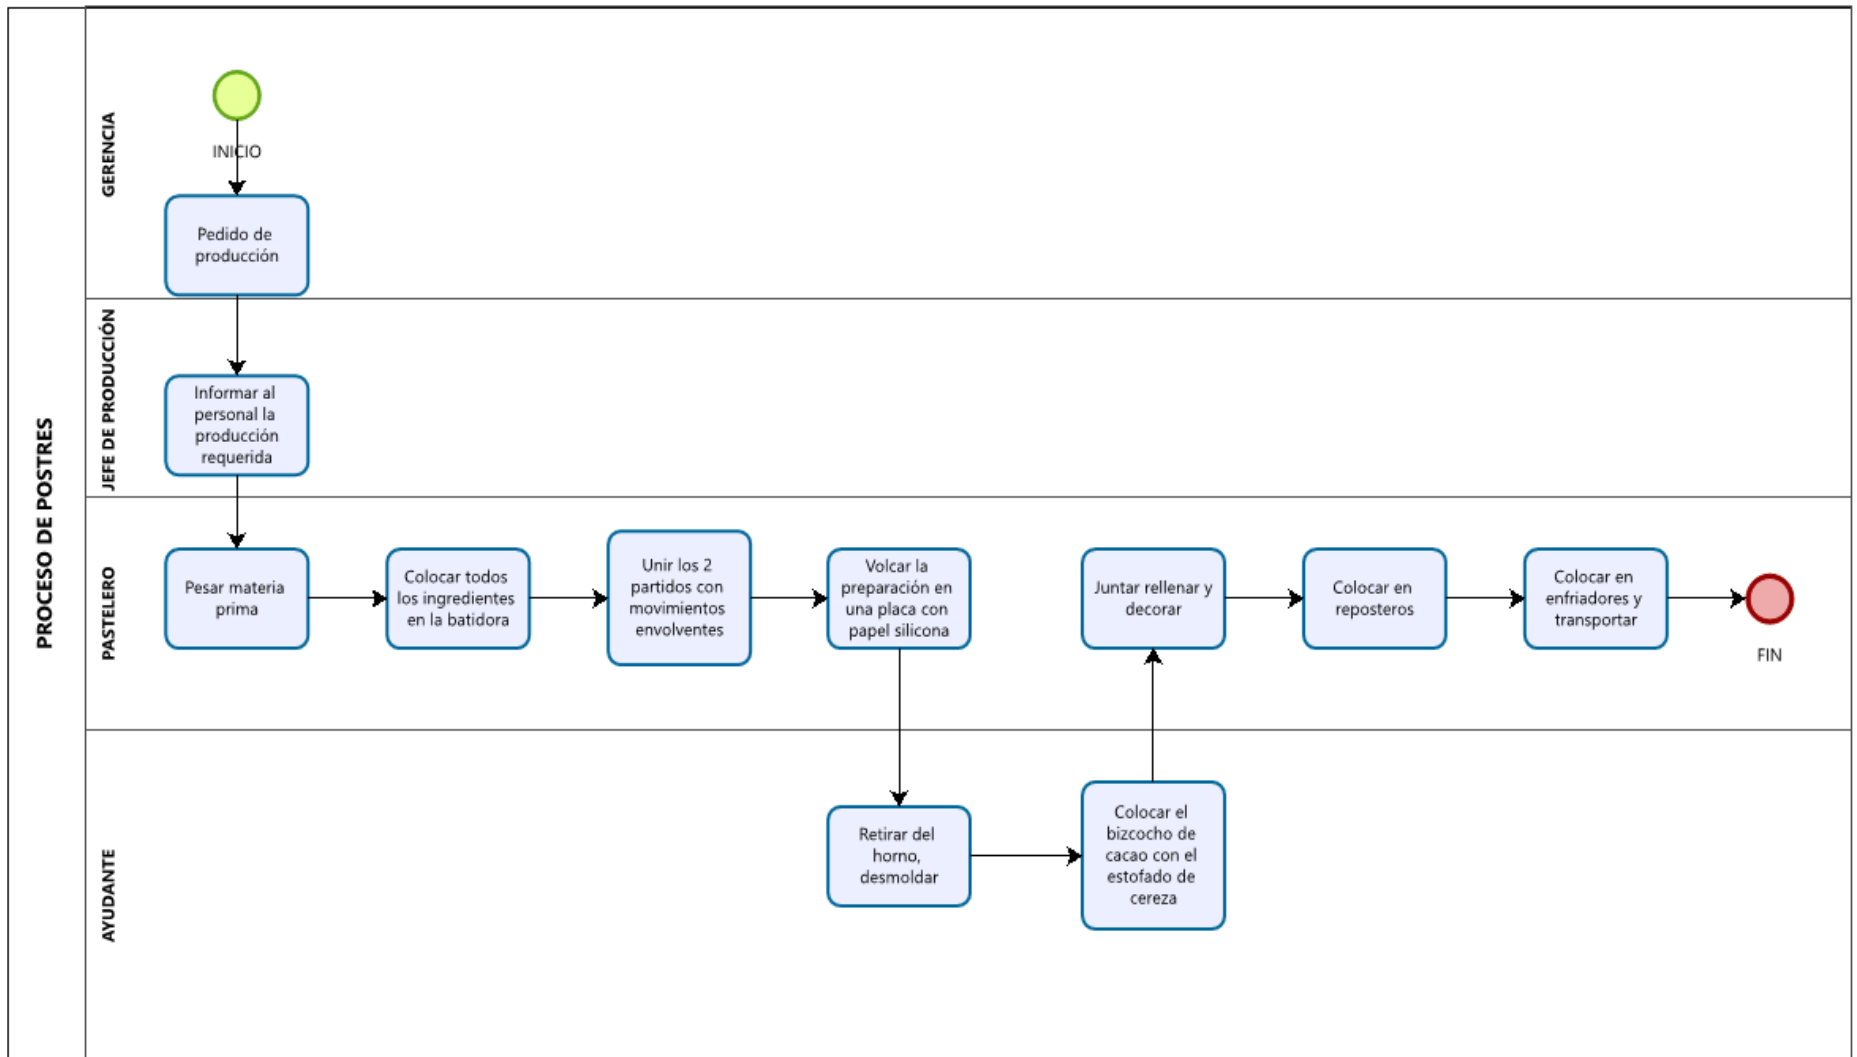 PROCESO DE POSTRES
GERENCIA
INICIO
Pedido de
producción
JEFE DE PRODUCCIÓN
Informar al
personal la
producción
requerida
PASTELERO
Pesar materia
prima
Colocar todos
los ingredientes
en la batidora
Unir los 2
partidos con
movimientos
envolventes
Volcar la
preparación en
una placa con
papel silicona
AYUDANTE
Retirar del
horno,
desmoldar
Colocar el
bizcocho de
cacao con el
estofado de
cereza
Juntar rellenar y
decorar
Colocar en
reposteros
Colocar en
enfriadores y
transportar
FIN